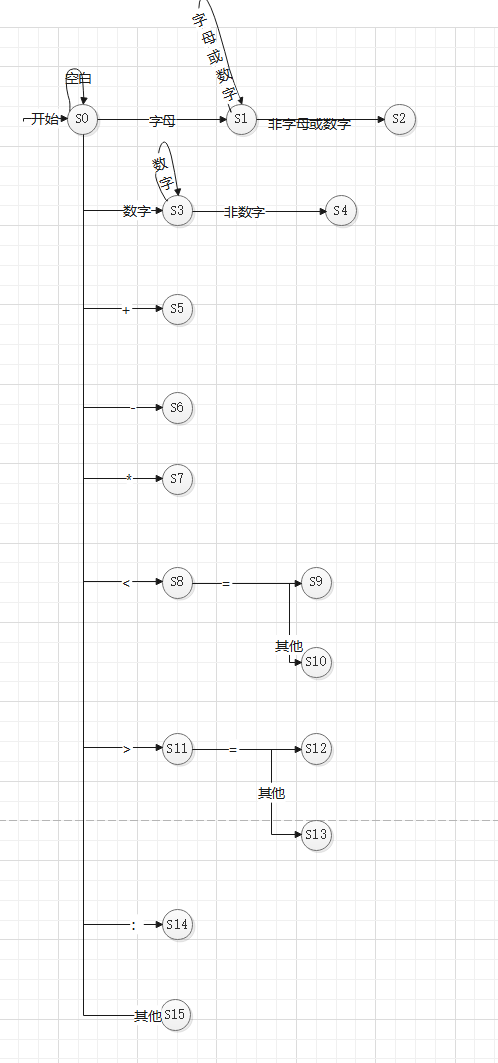 字母或数字
空白
开始
S0
字母
S1
非字母或数字
S2
数字
数字
S3
非数字
S4
+
S5
-
S6
*
S7
<
S8
=
S9
其他
S10
>
S11
=
S12
其他
S13
:
S14
其他
S15